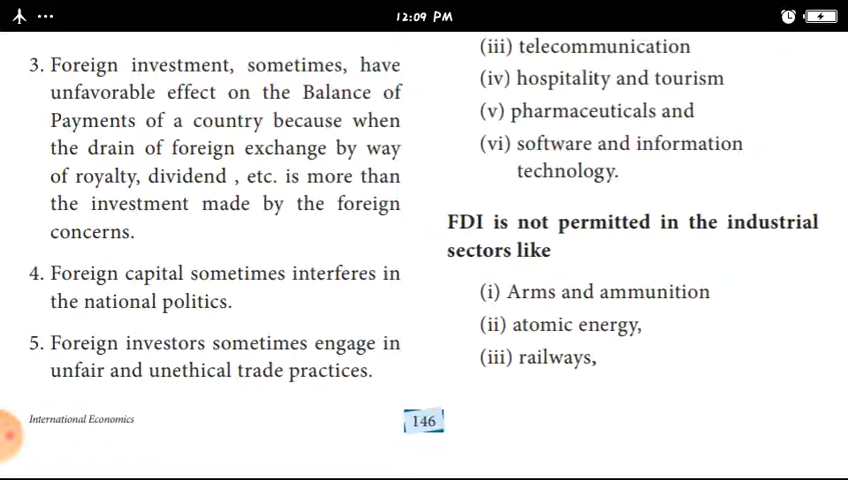 12:09 PM
3. Foreign investment, sometimes, have
unfavorable effect on the Balance of
Payments of a country because when
the drain of foreign exchange by way
of royalty, dividend , etc. is more than
the investment made by the foreign
concerns.
4. Foreign capital sometimes interferes in
the national politics.
5. Foreign investors sometimes engage in
unfair and unethical trade practices.
(iii) telecommunication
(iv) hospitality and tourism
(v) pharmaceuticals and
(vi) software and information
technology.
FDI is not permitted in the industrial
sectors like
(i) Arms and ammunition
(ii) atomic energy,
(iii) railways,
International Economics
146